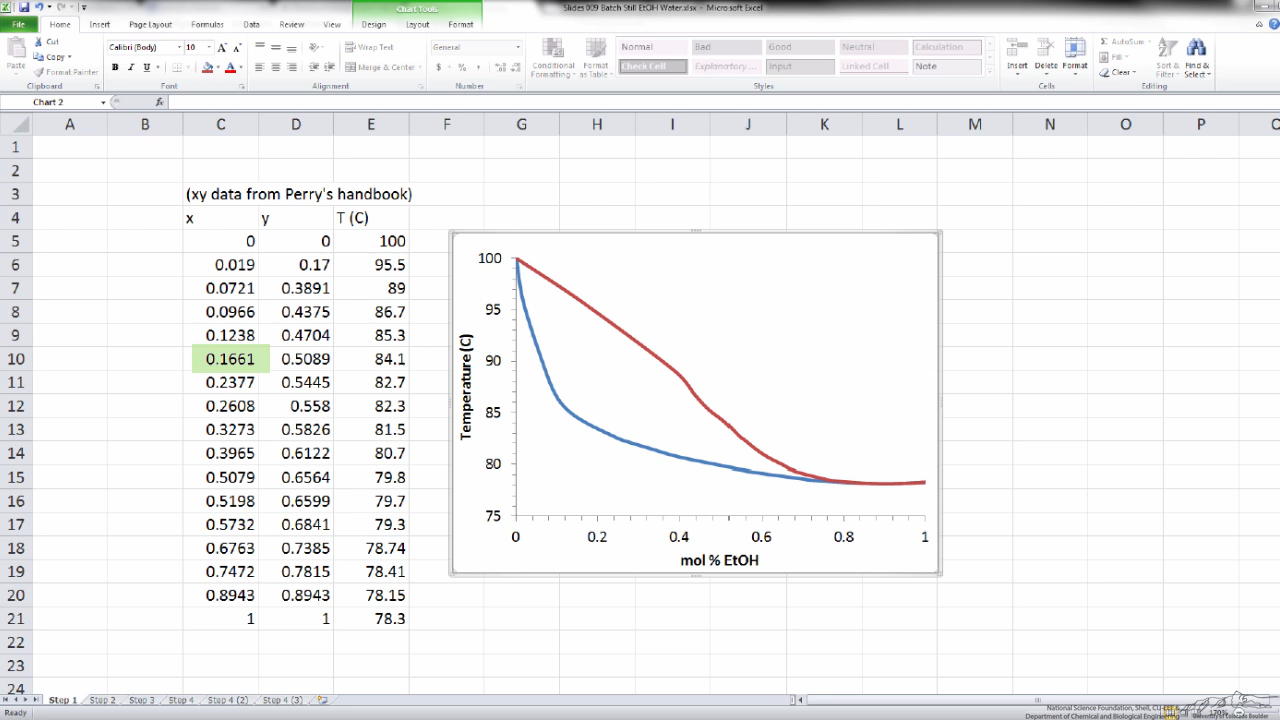 Chart Tools
Slides 009 Batch Still EtOH Water.xlsx - Microsoft Excel
File Home Insert Page Layout Formulas Data Review View Design Layout Format
Paste Cut Copy Format Painter Clipboard
Calibri (Body) 10 A A B I U A Font
Wrap Text Merge & Center Alignment
General $ % , Number
Conditional Formatting Format as Table
Normal Bad Good Neutral Calculation
Check Cell Explanatory... Input Linked Cell Note
Styles
Insert Delete Format Cells
AutoSum Fill Clear Sort & Filter Find & Select Editing
Chart 2 fx
A B C D E F G H I J K L M N O P Q
1
2
3 (xy data from Perry's handbook)
4 x y T (C)
5 0 0 100
6 0.019 0.17 95.5
7 0.0721 0.3891 89
8 0.0966 0.4375 86.7
9 0.1238 0.4704 85.3
10 0.1661 0.5089 84.1
11 0.2377 0.5445 82.7
12 0.2608 0.558 82.3
13 0.3273 0.5826 81.5
14 0.3965 0.6122 80.7
15 0.5079 0.6564 79.8
16 0.5198 0.6599 79.7
17 0.5732 0.6841 79.3
18 0.6763 0.7385 78.74
19 0.7472 0.7815 78.41
20 0.8943 0.8943 78.15
21 1 1 78.3
22
23
24
Temperature (C)
100
95
90
85
80
75
0 0.2 0.4 0.6 0.8 1
mol % EtOH
Step 1 Step 2 Step 3 Step 4 Step 4 (2) Step 4 (3)
Ready
National Science Foundation, Shell,
Department of Chemical and Biological Engineering
University of Colorado Boulder
170%